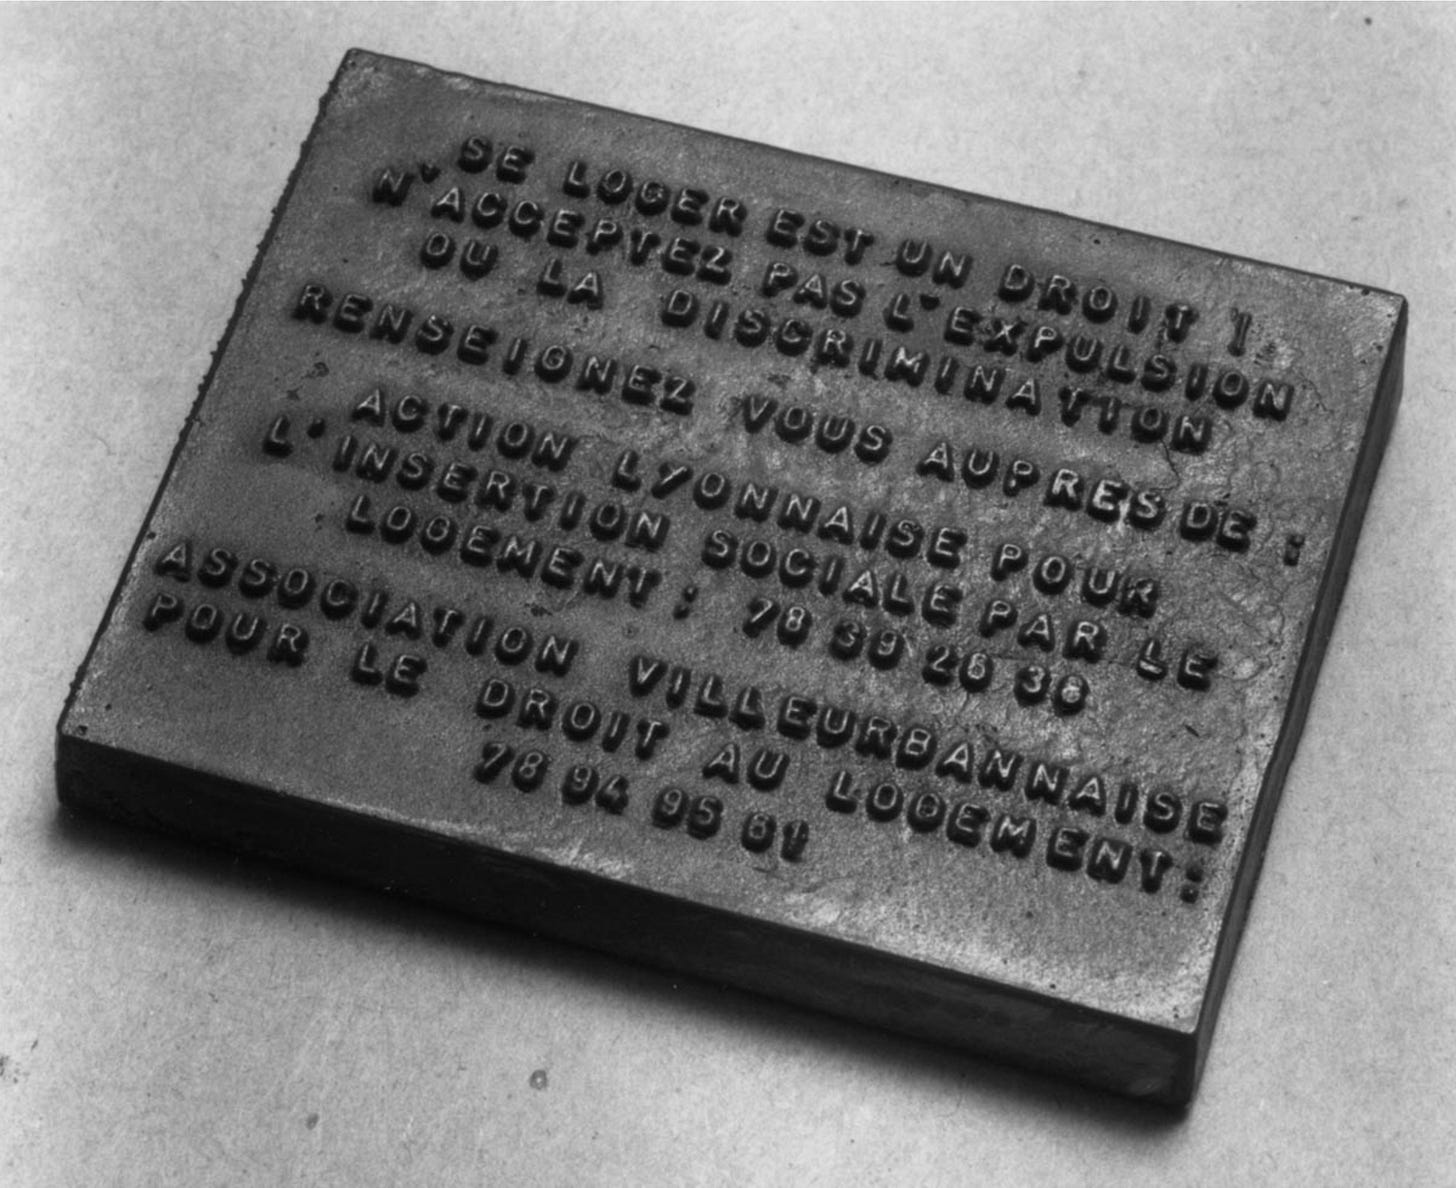 SE LOGER EST UN DROIT !
N'ACCEPTEZ PAS L'EXPULSION
OU LA DISCRIMINATION
RENSEIGNEZ VOUS AUPRES DE :
ACTION LYONNAISE POUR
L'INSERTION SOCIALE PAR LE
LOGEMENT : 78 39 26 38
ASSOCIATION VILLEURBANNAISE
POUR LE DROIT AU LOGEMENT:
78 94 95 61